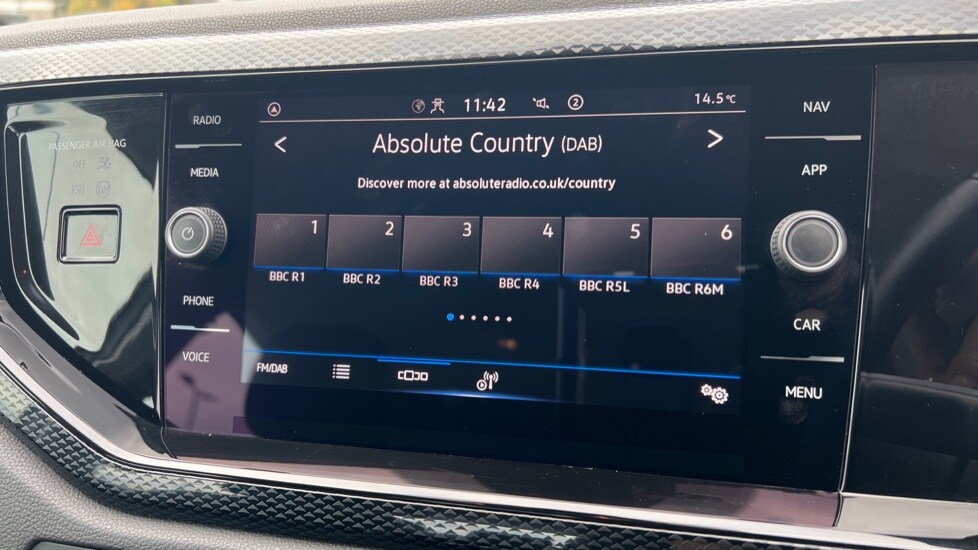 PASSENGER AIR BAG
OFF
RADIO
MEDIA
PHONE
VOICE
11:42
2
14.5°C
< Absolute Country (DAB) >
Discover more at absoluteradio.co.uk/country
1 2 3 4 5 6
BBC R1 BBC R2 BBC R3 BBC R4 BBC R5L BBC R6M
FM/DAB
NAV
APP
CAR
MENU